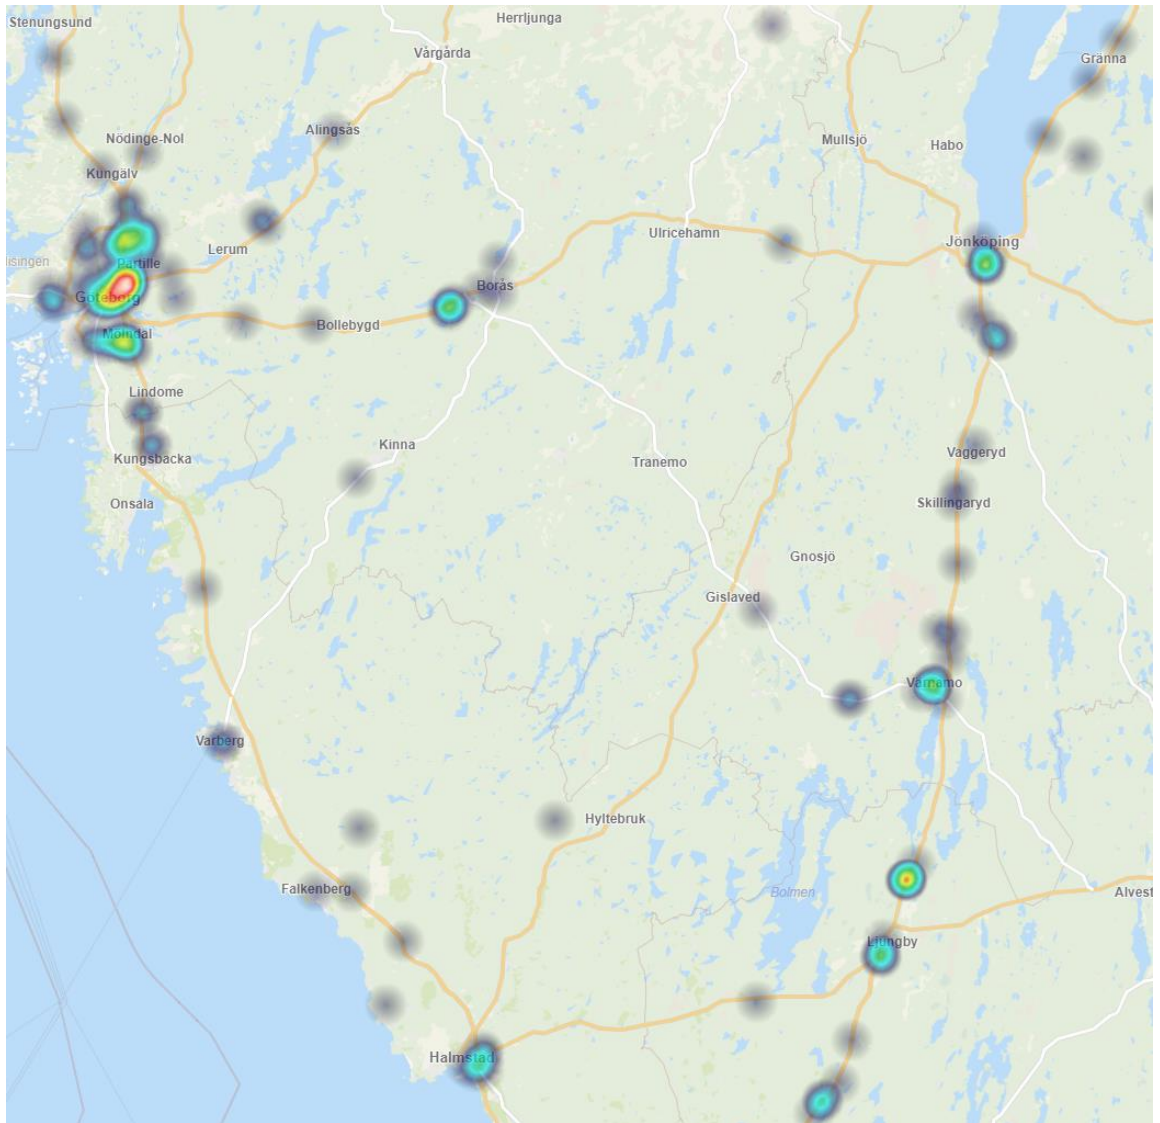 Stenungsund
Herrljunga
Vårgårda
Gränna
Nödinge-Nol
Alingsås
Mullsjö
Habo
Kungälv
Ulricehamn
Jönköping
Lerum
Partille
Borås
Göteborg
Bollebygd
Mölndal
Lindome
Kinna
Vaggeryd
Kungsbacka
Tranemo
Onsala
Skillingaryd
Gnosjö
Gislaved
Värnamo
Varberg
Hyltebruk
Falkenberg
Bolmen
Alvest
Ljungby
Halmstad